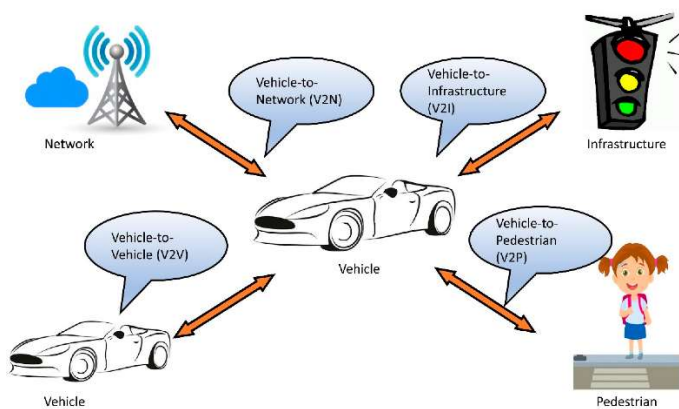 Vehicle-to-
Network (V2N)
Vehicle-to-
Infrastructure
(V2I)
Network
Infrastructure
Vehicle-to-
Vehicle (V2V)
Vehicle-to-
Pedestrian
(V2P)
Vehicle
Vehicle
Pedestrian